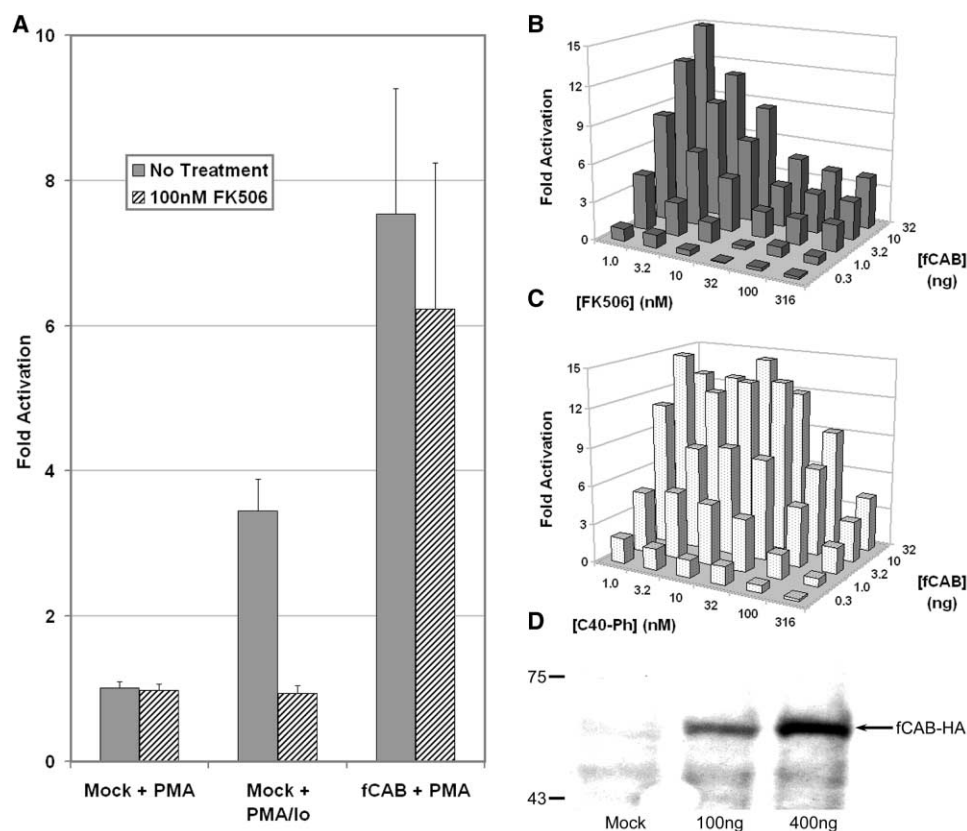 A
10
8
6
4
2
0
Fold Activation
No Treatment
100nM FK506
Mock + PMA
Mock +
PMA/Io
fCAB + PMA
B
15
12
9
6
3
0
Fold Activation
1.0
3.2
10
32
100
316
[FK506] (nM)
0.3
1.0
3.2
10
32
[fCAB]
(ng)
C
15
12
9
6
3
0
Fold Activation
1.0
3.2
10
32
100
316
[C40-Ph] (nM)
0.3
1.0
3.2
10
32
[fCAB]
(ng)
D
75
43
fCAB-HA
Mock
100ng
400ng